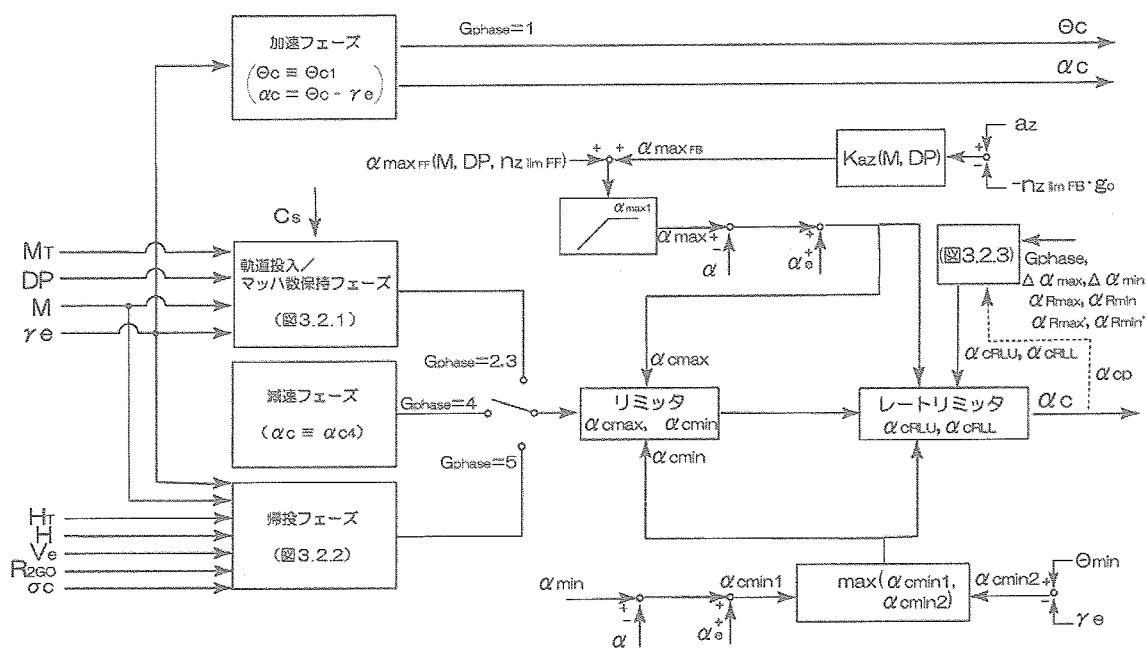 加速フェーズ
Θc ≡ Θc1
αc = Θc - γe
Gphase=1
Θc
αc
az
Kaz(M, DP)
-nz lim FB・g0
αmaxFB
αmaxFF(M, DP, nz lim FF)
αmax1
αmax
α
αe
Cs
MT
DP
M
γe
軌道投入／
マッハ数保持フェーズ
(図3.2.1)
(図3.2.3)
Gphase,
Δαmax, Δαmin
αRmax, αRmin
αRmax', αRmin'
αcRLU, αcRLL
αcp
Gphase=2,3
αcmax
減速フェーズ
(αc ≡ αc4)
Gphase=4
リミッタ
αcmax, αcmin
レートリミッタ
αcRLU, αcRLL
αc
Gphase=5
αcmin
帰投フェーズ
(図3.2.2)
HT
H
Ve
R2GO
σc
αmin
α
αe
αcmin1
max(αcmin1,
αcmin2)
αcmin2
Θmin
γe